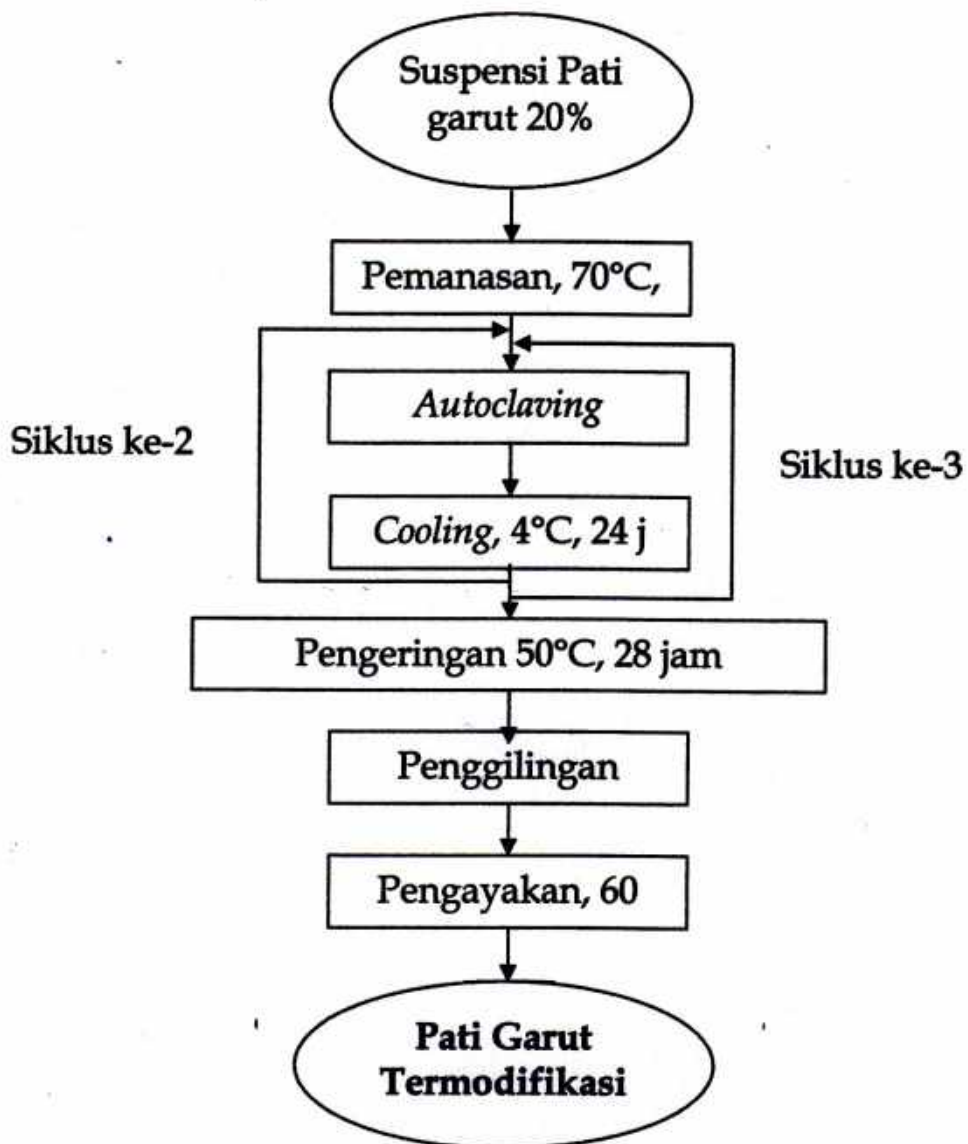 Suspensi Pati
garut 20%
Pemanasan, 70°C,
Autoclaving
Siklus ke-2
Siklus ke-3
Cooling, 4°C, 24 j
Pengeringan 50°C, 28 jam
Penggilingan
Pengayakan, 60
Pati Garut
Termodifikasi